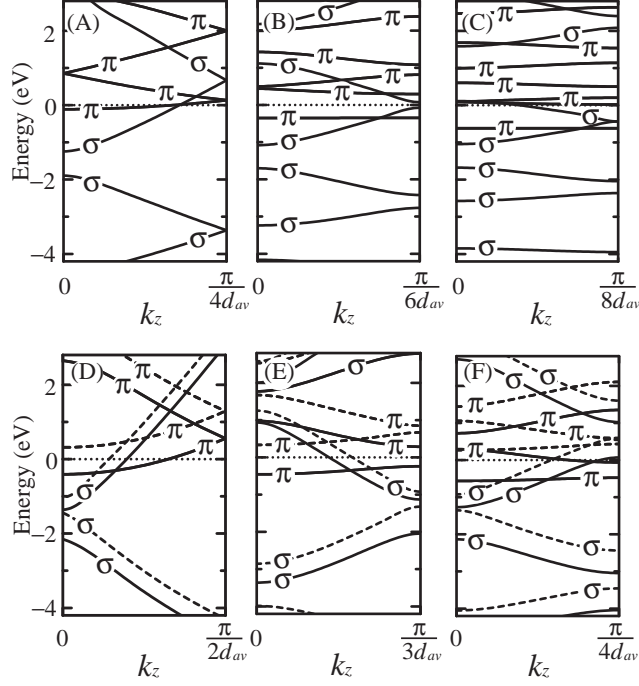 (A) (B) (C)
Energy (eV)
2
0
−2
−4
π
π
π
σ
σ
σ
σ
σ
π
π
π
π
σ
σ
σ
σ
π
π
π
π
π
σ
σ
σ
σ
σ
0 π/4d_av 0 π/6d_av 0 π/8d_av
k_z k_z k_z
(D) (E) (F)
Energy (eV)
2
0
−2
−4
π
π
π
π
σ
σ
σ
σ
π
π
π
π
σ
σ
σ
σ
σ
π
π
π
π
σ
σ
σ
σ
0 π/2d_av 0 π/3d_av 0 π/4d_av
k_z k_z k_z